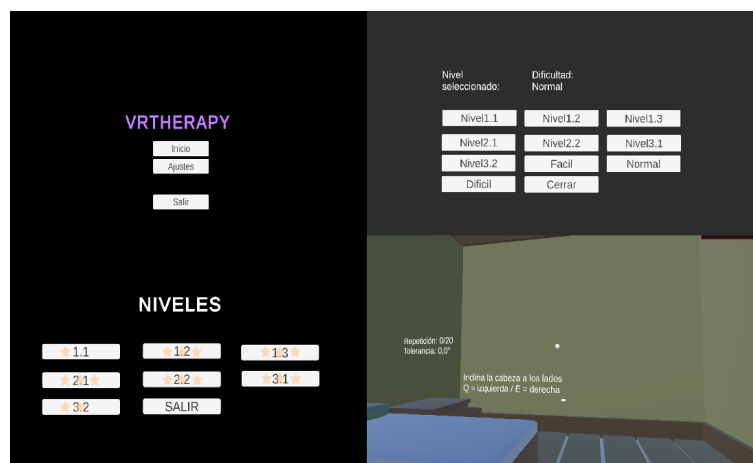 VRTHERAPY
Inicio
Ajustes
Salir
NIVELES
1.1
1.2
1.3
2.1
2.2
3.1
3.2
SALIR
Nivel
seleccionado:
Dificultad:
Normal
Nivel1.1
Nivel1.2
Nivel1.3
Nivel2.1
Nivel2.2
Nivel3.1
Nivel3.2
Facil
Normal
Dificil
Cerrar
Repetición: 0/20
Tolerancia: 0,0°
Inclina la cabeza a los lados
Q = izquierda / E = derecha